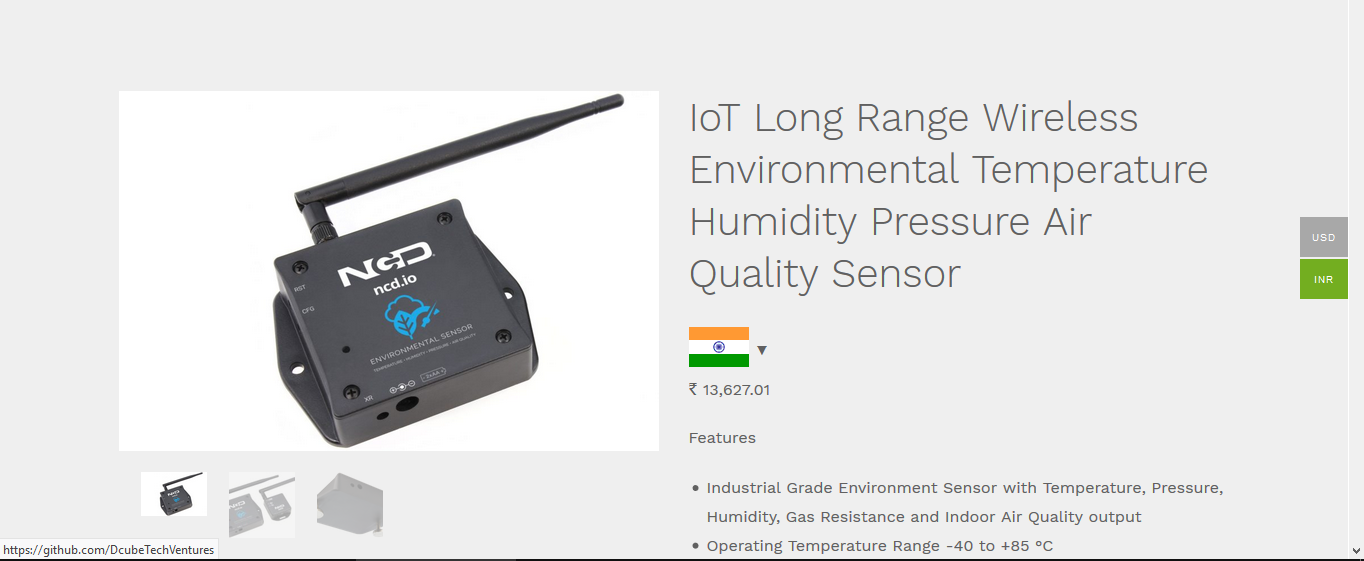 IoT Long Range Wireless
Environmental Temperature
Humidity Pressure Air
Quality Sensor
₹ 13,627.01
Features
• Industrial Grade Environment Sensor with Temperature, Pressure,
Humidity, Gas Resistance and Indoor Air Quality output
• Operating Temperature Range -40 to +85 °C
USD
INR
NCD
ncd.io
RST
CFG
ENVIRONMENTAL SENSOR
TEMPERATURE • HUMIDITY • PRESSURE • AIR QUALITY
XR
NCD
https://github.com/DcubeTechVentures